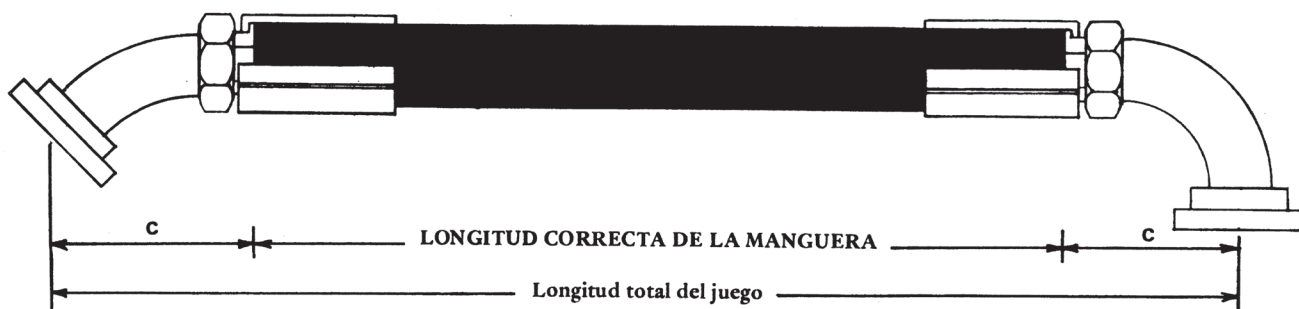 C
LONGITUD CORRECTA DE LA MANGUERA
C
Longitud total del juego